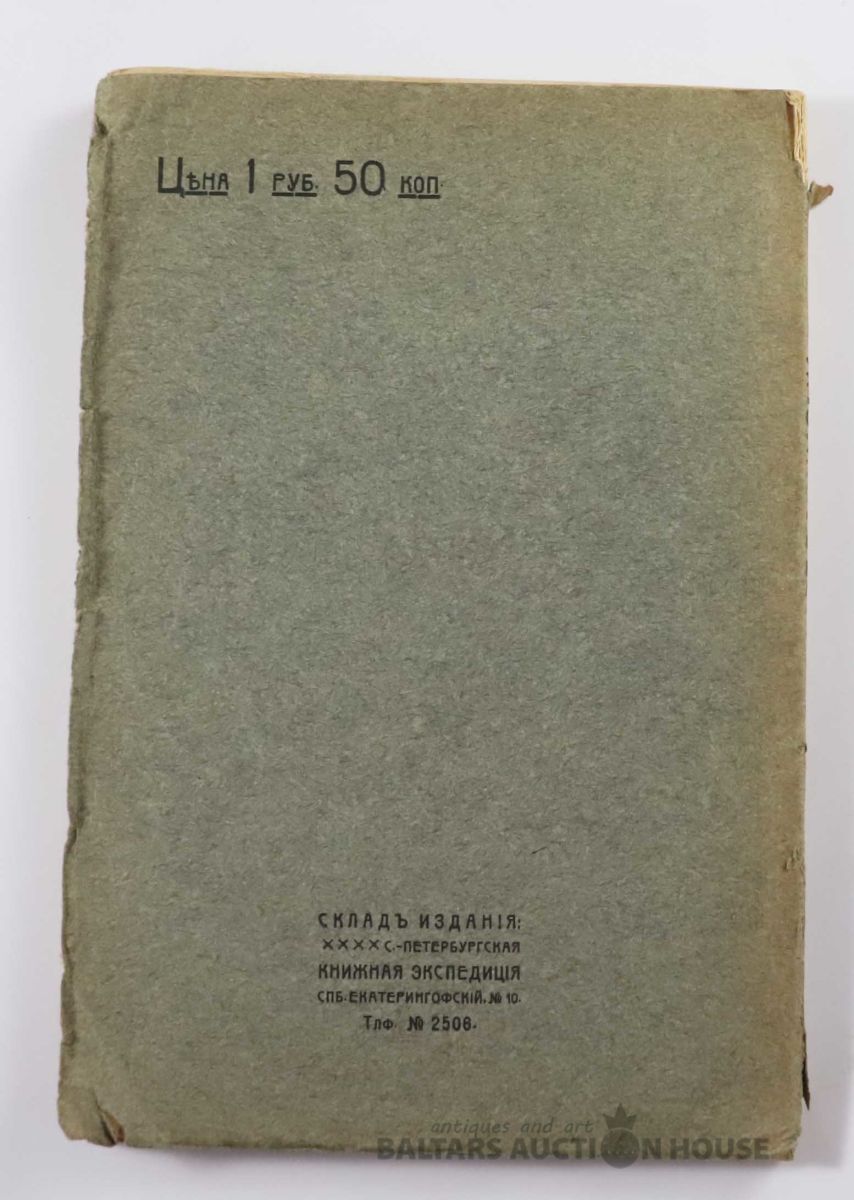 Цѣна 1 руб. 50 коп.
СКЛАДЪ ИЗДАНІЯ:
××××С.-ПЕТЕРБУРГСКАЯ
КНИЖНАЯ ЭКСПЕДИЦІЯ
СПБ. ЕКАТЕРИНГОФСКІЙ, № 10.
Тлф. № 2506.
antiques and art
BALTARS AUCTION HOUSE